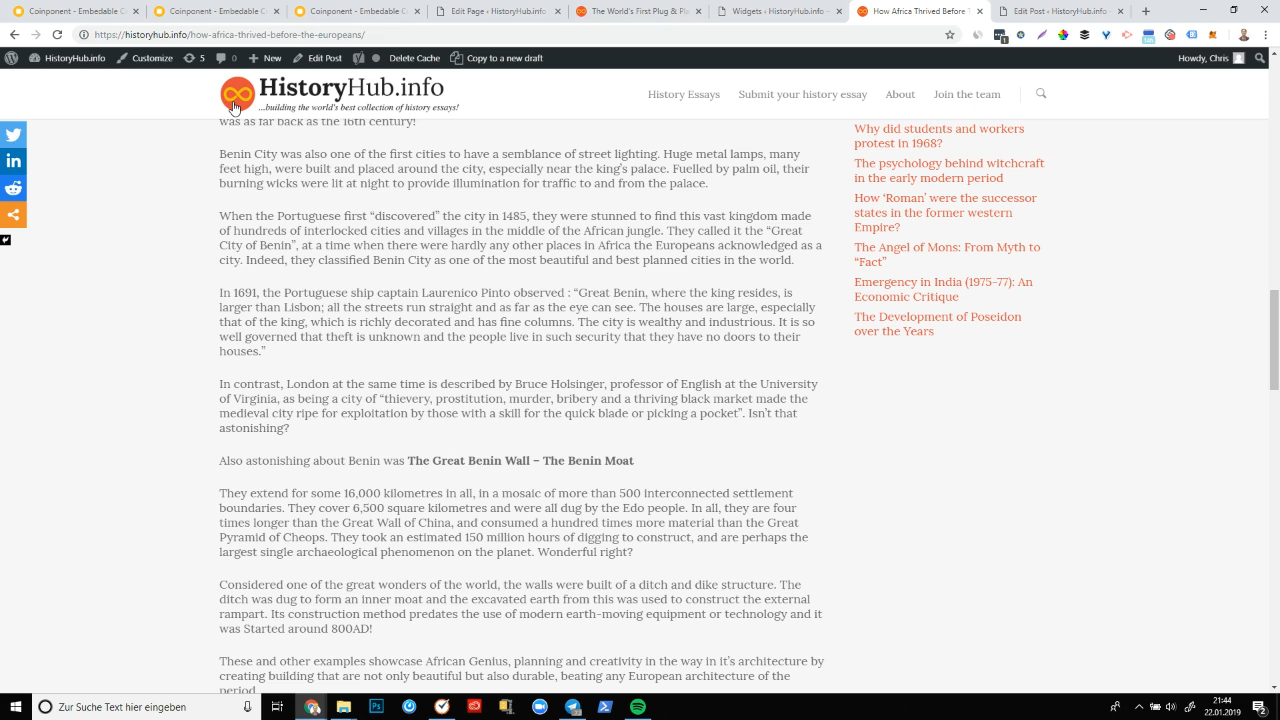 Coinponent - Embedable C
Coinponent - Embedable C
Coinponent - Embedable C
Edit Page ‹ HistoryHub.info
The World's First Plug & Pla
Widgets ‹ HistoryHub.info —
How Africa Thrived Before T
Edit Post ‹ HistoryHub.info
https://historyhub.info/how-africa-thrived-before-the-europeans/
HistoryHub.info
Customize
5
0
New
Edit Post
Delete Cache
Copy to a new draft
Howdy, Chris
HistoryHub.info
...building the world's best collection of history essays!
History Essays
Submit your history essay
About
Join the team
was as far back as the 16th century!
Benin City was also one of the first cities to have a semblance of street lighting. Huge metal lamps, many
feet high, were built and placed around the city, especially near the king's palace. Fuelled by palm oil, their
burning wicks were lit at night to provide illumination for traffic to and from the palace.
When the Portuguese first “discovered” the city in 1485, they were stunned to find this vast kingdom made
of hundreds of interlocked cities and villages in the middle of the African jungle. They called it the “Great
City of Benin”, at a time when there were hardly any other places in Africa the Europeans acknowledged as a
city. Indeed, they classified Benin City as one of the most beautiful and best planned cities in the world.
In 1691, the Portuguese ship captain Laurenico Pinto observed : “Great Benin, where the king resides, is
larger than Lisbon; all the streets run straight and as far as the eye can see. The houses are large, especially
that of the king, which is richly decorated and has fine columns. The city is wealthy and industrious. It is so
well governed that theft is unknown and the people live in such security that they have no doors to their
houses.”
In contrast, London at the same time is described by Bruce Holsinger, professor of English at the University
of Virginia, as being a city of “thievery, prostitution, murder, bribery and a thriving black market made the
medieval city ripe for exploitation by those with a skill for the quick blade or picking a pocket”. Isn't that
astonishing?
Also astonishing about Benin was The Great Benin Wall – The Benin Moat
They extend for some 16,000 kilometres in all, in a mosaic of more than 500 interconnected settlement
boundaries. They cover 6,500 square kilometres and were all dug by the Edo people. In all, they are four
times longer than the Great Wall of China, and consumed a hundred times more material than the Great
Pyramid of Cheops. They took an estimated 150 million hours of digging to construct, and are perhaps the
largest single archaeological phenomenon on the planet. Wonderful right?
Considered one of the great wonders of the world, the walls were built of a ditch and dike structure. The
ditch was dug to form an inner moat and the excavated earth from this was used to construct the external
rampart. Its construction method predates the use of modern earth-moving equipment or technology and it
was Started around 800AD!
These and other examples showcase African Genius, planning and creativity in the way in it's architecture by
creating building that are not only beautiful but also durable, beating any European architecture of the
period
Why did students and workers
protest in 1968?
The psychology behind witchcraft
in the early modern period
How ‘Roman’ were the successor
states in the former western
Empire?
The Angel of Mons: From Myth to
“Fact”
Emergency in India (1975-77): An
Economic Critique
The Development of Poseidon
over the Years
Zur Suche Text hier eingeben
21:44
22.01.2019